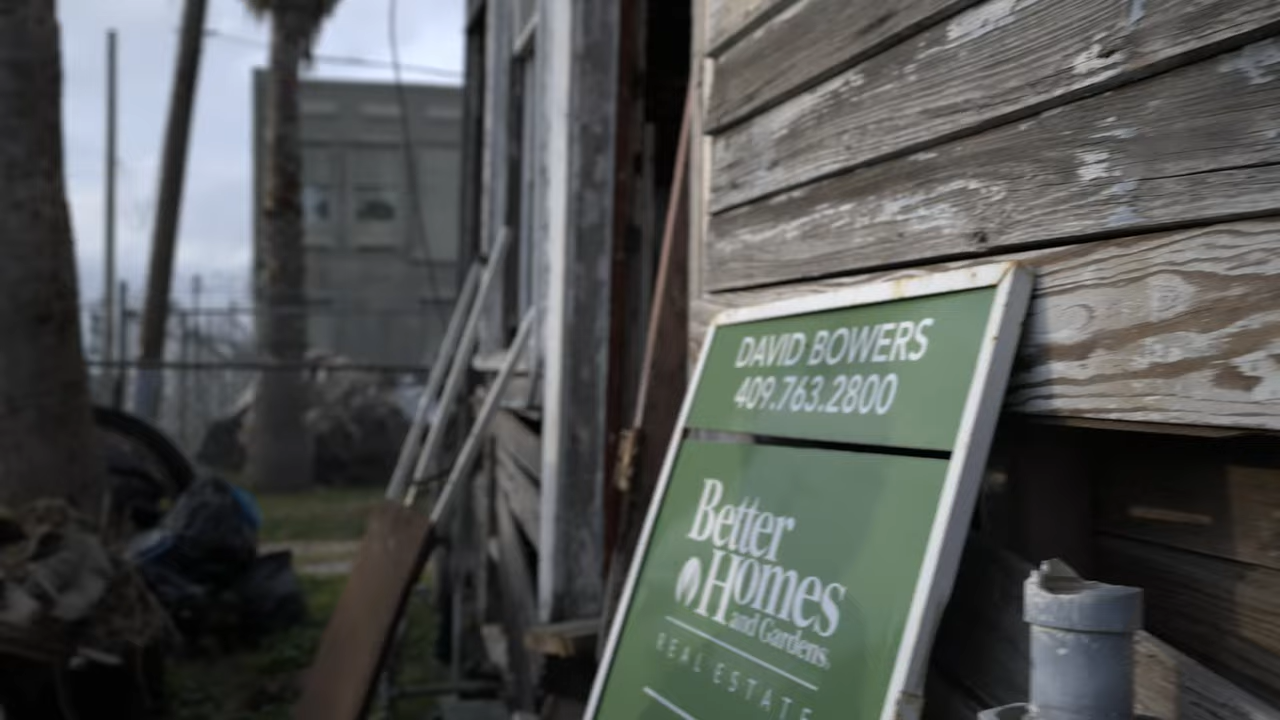 DAVID BOWERS
409.763.2800
Better
Homes
and Gardens.
REAL ESTATE